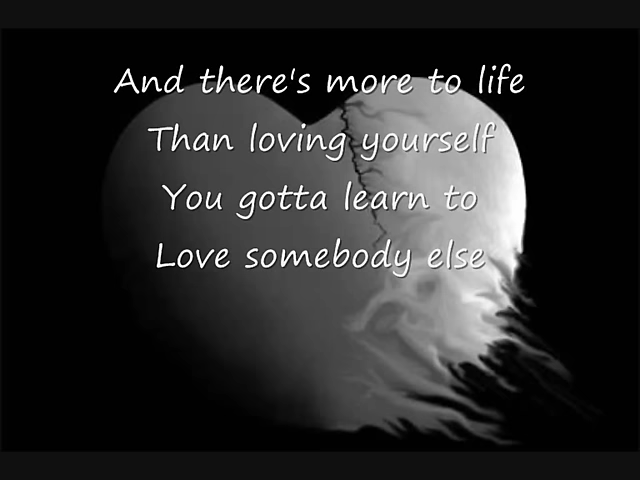 And there's more to life
Than loving yourself
You gotta learn to
Love somebody else